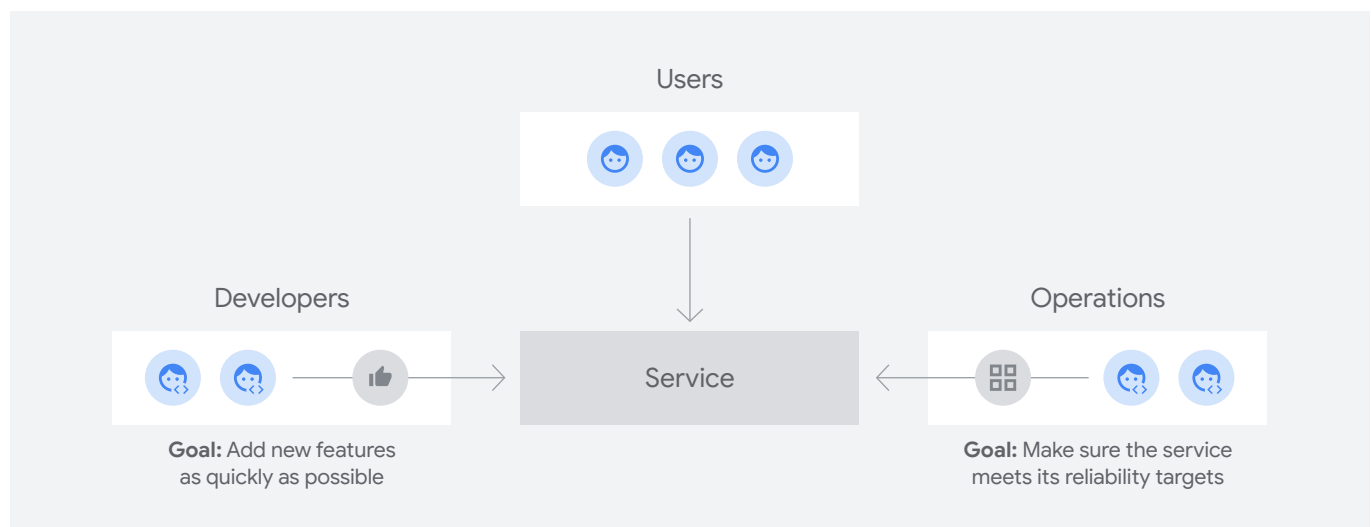 Users
Developers
Operations
Service
Goal: Add new features
as quickly as possible
Goal: Make sure the service
meets its reliability targets